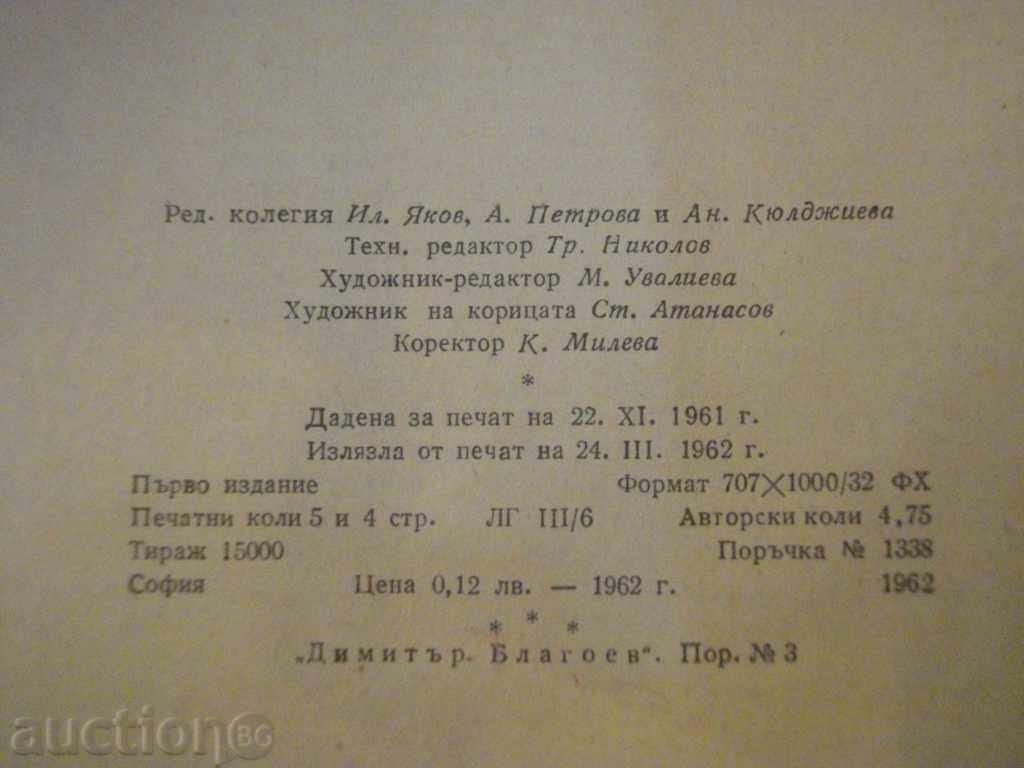 Ред. колегия Ил. Яков, А. Петрова и Ан. Кюлджиева
Техн. редактор Тр. Николов
Художник-редактор М. Увалиева
Художник на корицата Ст. Атанасов
Коректор К. Милева
*
Дадена за печат на 22. XI. 1961 г.
Излязла от печат на 24. III. 1962 г.
Първо издание Формат 707×1000/32 ФХ
Печатни коли 5 и 4 стр. ЛГ III/6 Авторски коли 4,75
Тираж 15000 Поръчка № 1338
София Цена 0,12 лв. — 1962 г. 1962
* * *
„Димитър Благоев“. Пор. № 3
auction BG